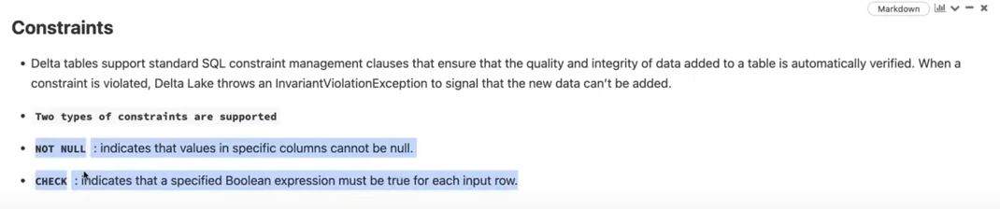 Markdown
Constraints
• Delta tables support standard SQL constraint management clauses that ensure that the quality and integrity of data added to a table is automatically verified. When a
constraint is violated, Delta Lake throws an InvariantViolationException to signal that the new data can't be added.
• Two types of constraints are supported
• NOT NULL : indicates that values in specific columns cannot be null.
• CHECK : indicates that a specified Boolean expression must be true for each input row.